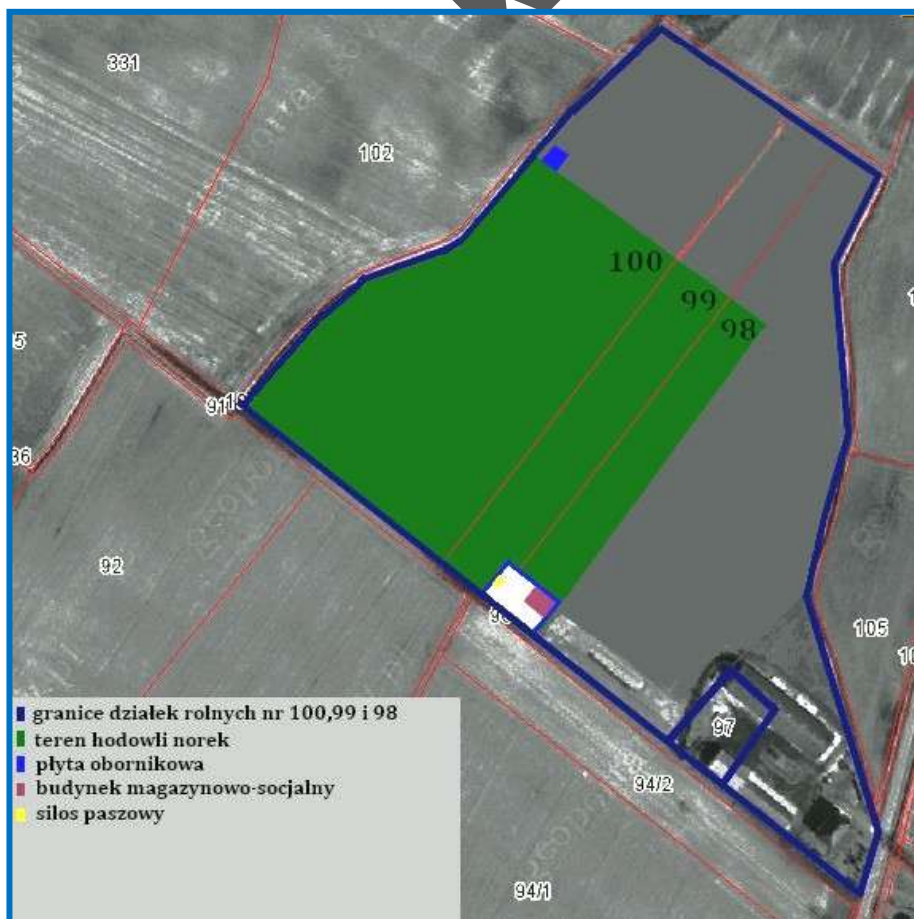 331
102
100
99
98
92
97
105
94/2
94/1
granice działek rolnych nr 100,99 i 98
teren hodowli norek
płyta obornikowa
budynek magazynowo-socjalny
silos paszowy